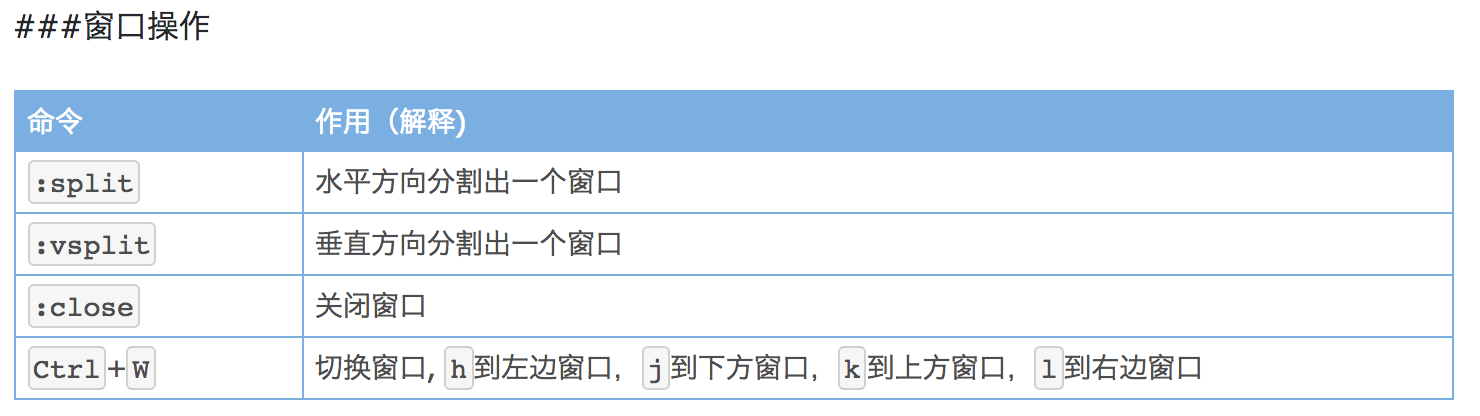 ###窗口操作
命令 作用（解释)
:split 水平方向分割出一个窗口
:vsplit 垂直方向分割出一个窗口
:close 关闭窗口
Ctrl+W 切换窗口, h到左边窗口，j到下方窗口，k到上方窗口，l到右边窗口